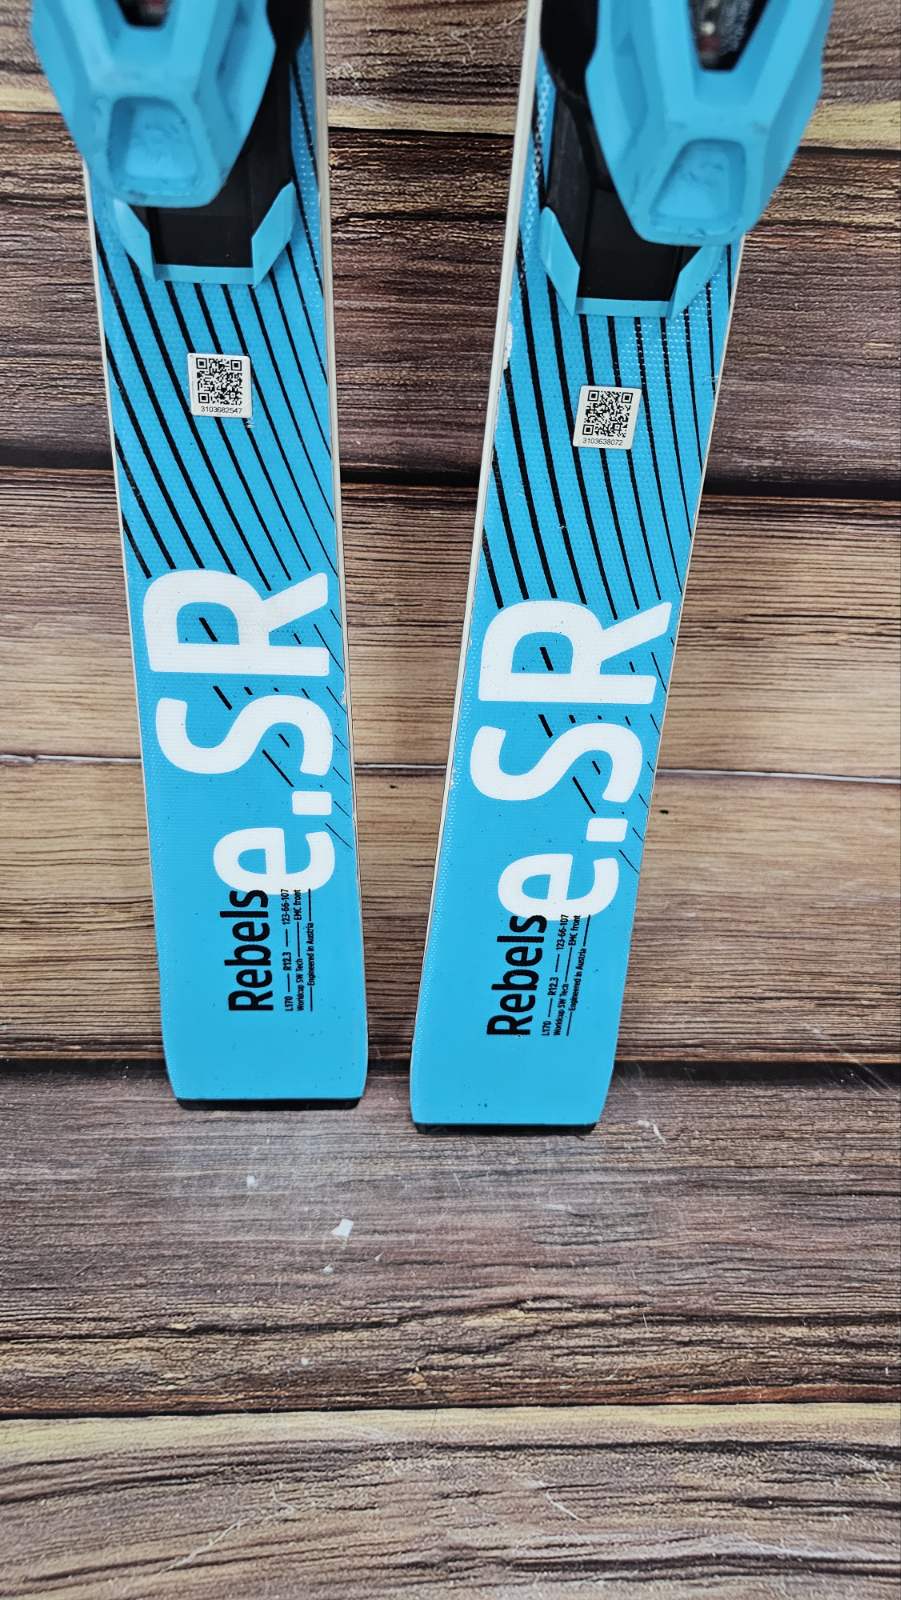 3103682547
e.SR
Rebels
L170 — R12.3 — 123-66-107
Worldcup SW Tech — EMC front
Engineered in Austria
3103638072
e.SR
Rebels
L170 — R12.3 — 123-66-107
Worldcup SW Tech — EMC front
Engineered in Austria